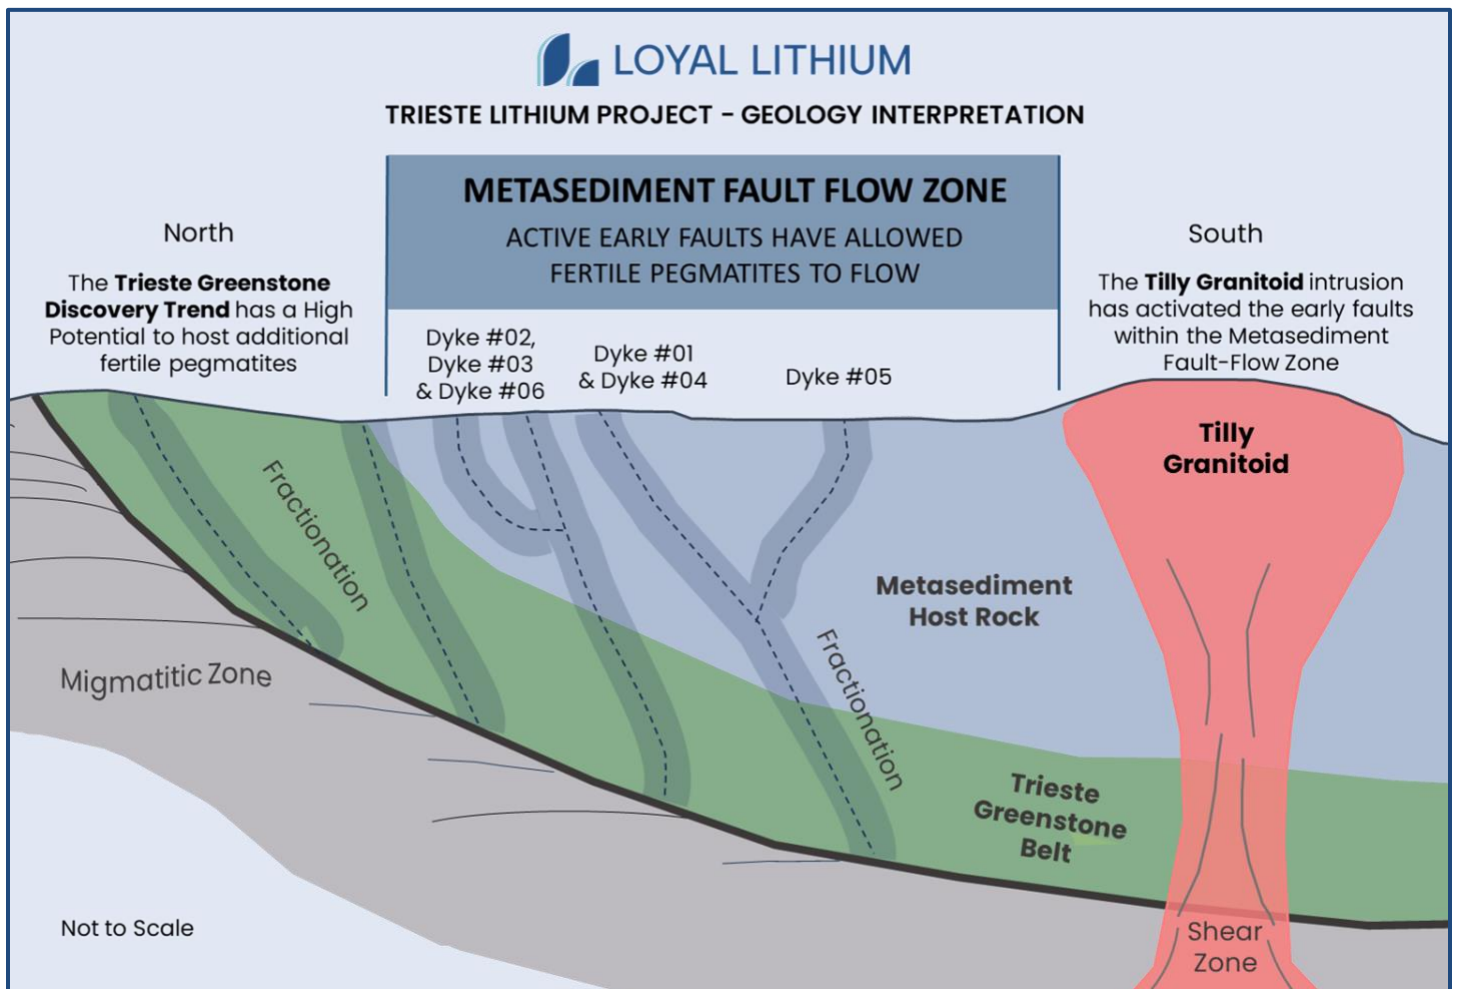 LOYAL LITHIUM
TRIESTE LITHIUM PROJECT - GEOLOGY INTERPRETATION
METASEDIMENT FAULT FLOW ZONE
ACTIVE EARLY FAULTS HAVE ALLOWED
FERTILE PEGMATITES TO FLOW
North
The Trieste Greenstone
Discovery Trend has a High
Potential to host additional
fertile pegmatites
Dyke #02,
Dyke #03
& Dyke #06
Dyke #01
& Dyke #04
Dyke #05
South
The Tilly Granitoid intrusion
has activated the early faults
within the Metasediment
Fault-Flow Zone
Tilly
Granitoid
Fractionation
Metasediment
Host Rock
Fractionation
Migmatitic Zone
Trieste
Greenstone
Belt
Not to Scale
Shear
Zone